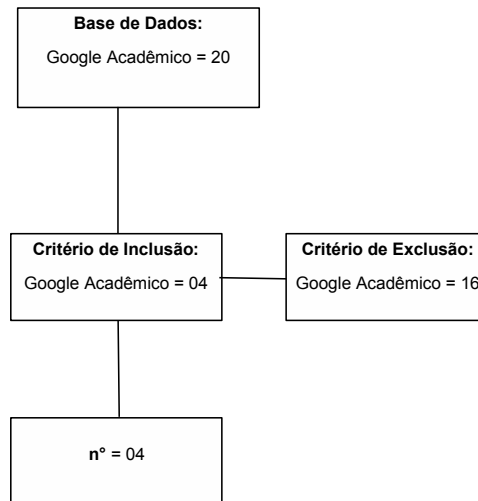 Base de Dados:
Google Acadêmico = 20
Critério de Inclusão:
Google Acadêmico = 04
Critério de Exclusão:
Google Acadêmico = 16
n° = 04